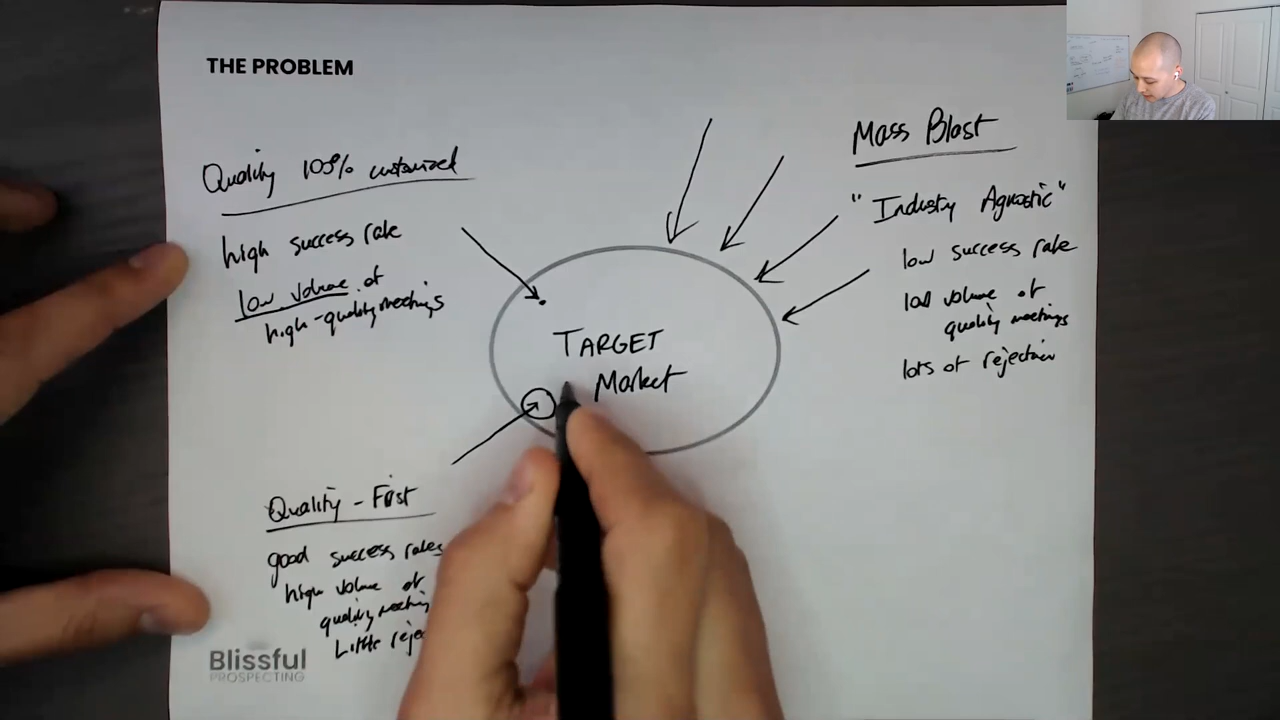 THE PROBLEM
Quality 100% customized
high success rate
low volume of
high-quality meetings
Mass Blast
"Industry Agnostic"
low success rate
low volume of
quality meetings
lots of rejection
TARGET
Market
Quality - First
good success rates
high volume of
quality meeting
Little reje
Blissful
PROSPECTING